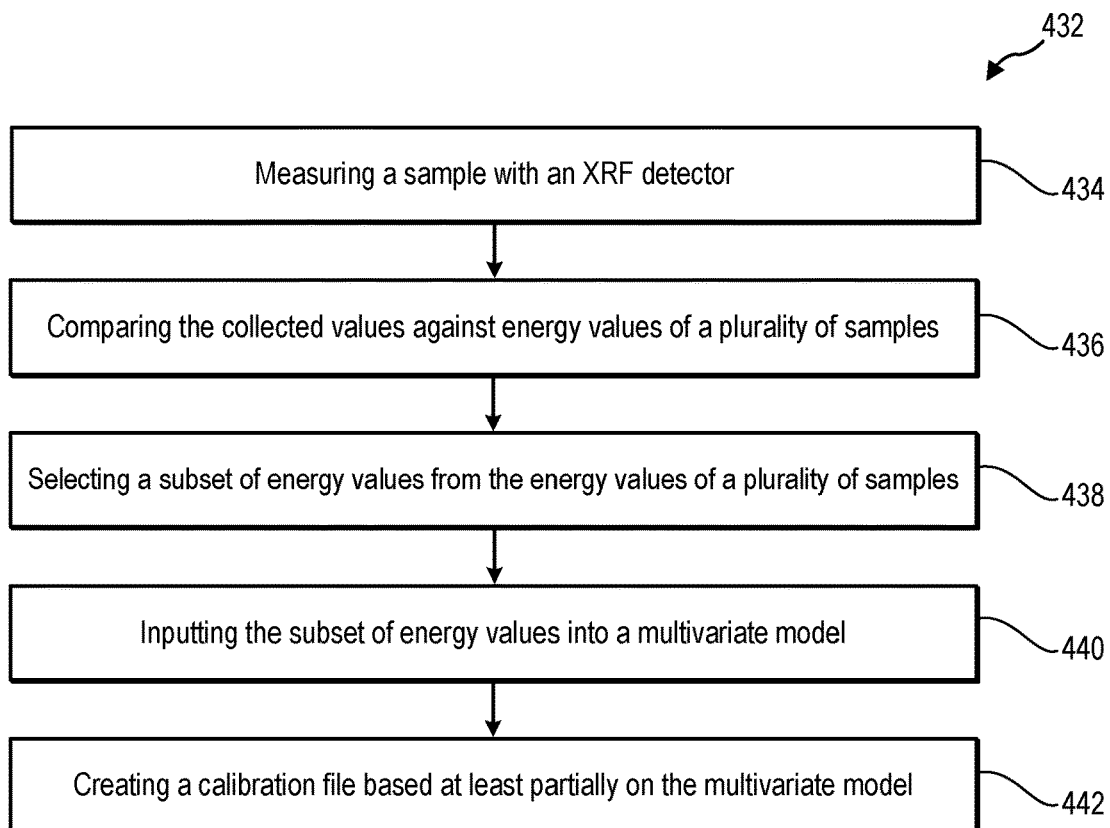 432
Measuring a sample with an XRF detector
434
Comparing the collected values against energy values of a plurality of samples
436
Selecting a subset of energy values from the energy values of a plurality of samples
438
Inputting the subset of energy values into a multivariate model
440
Creating a calibration file based at least partially on the multivariate model
442